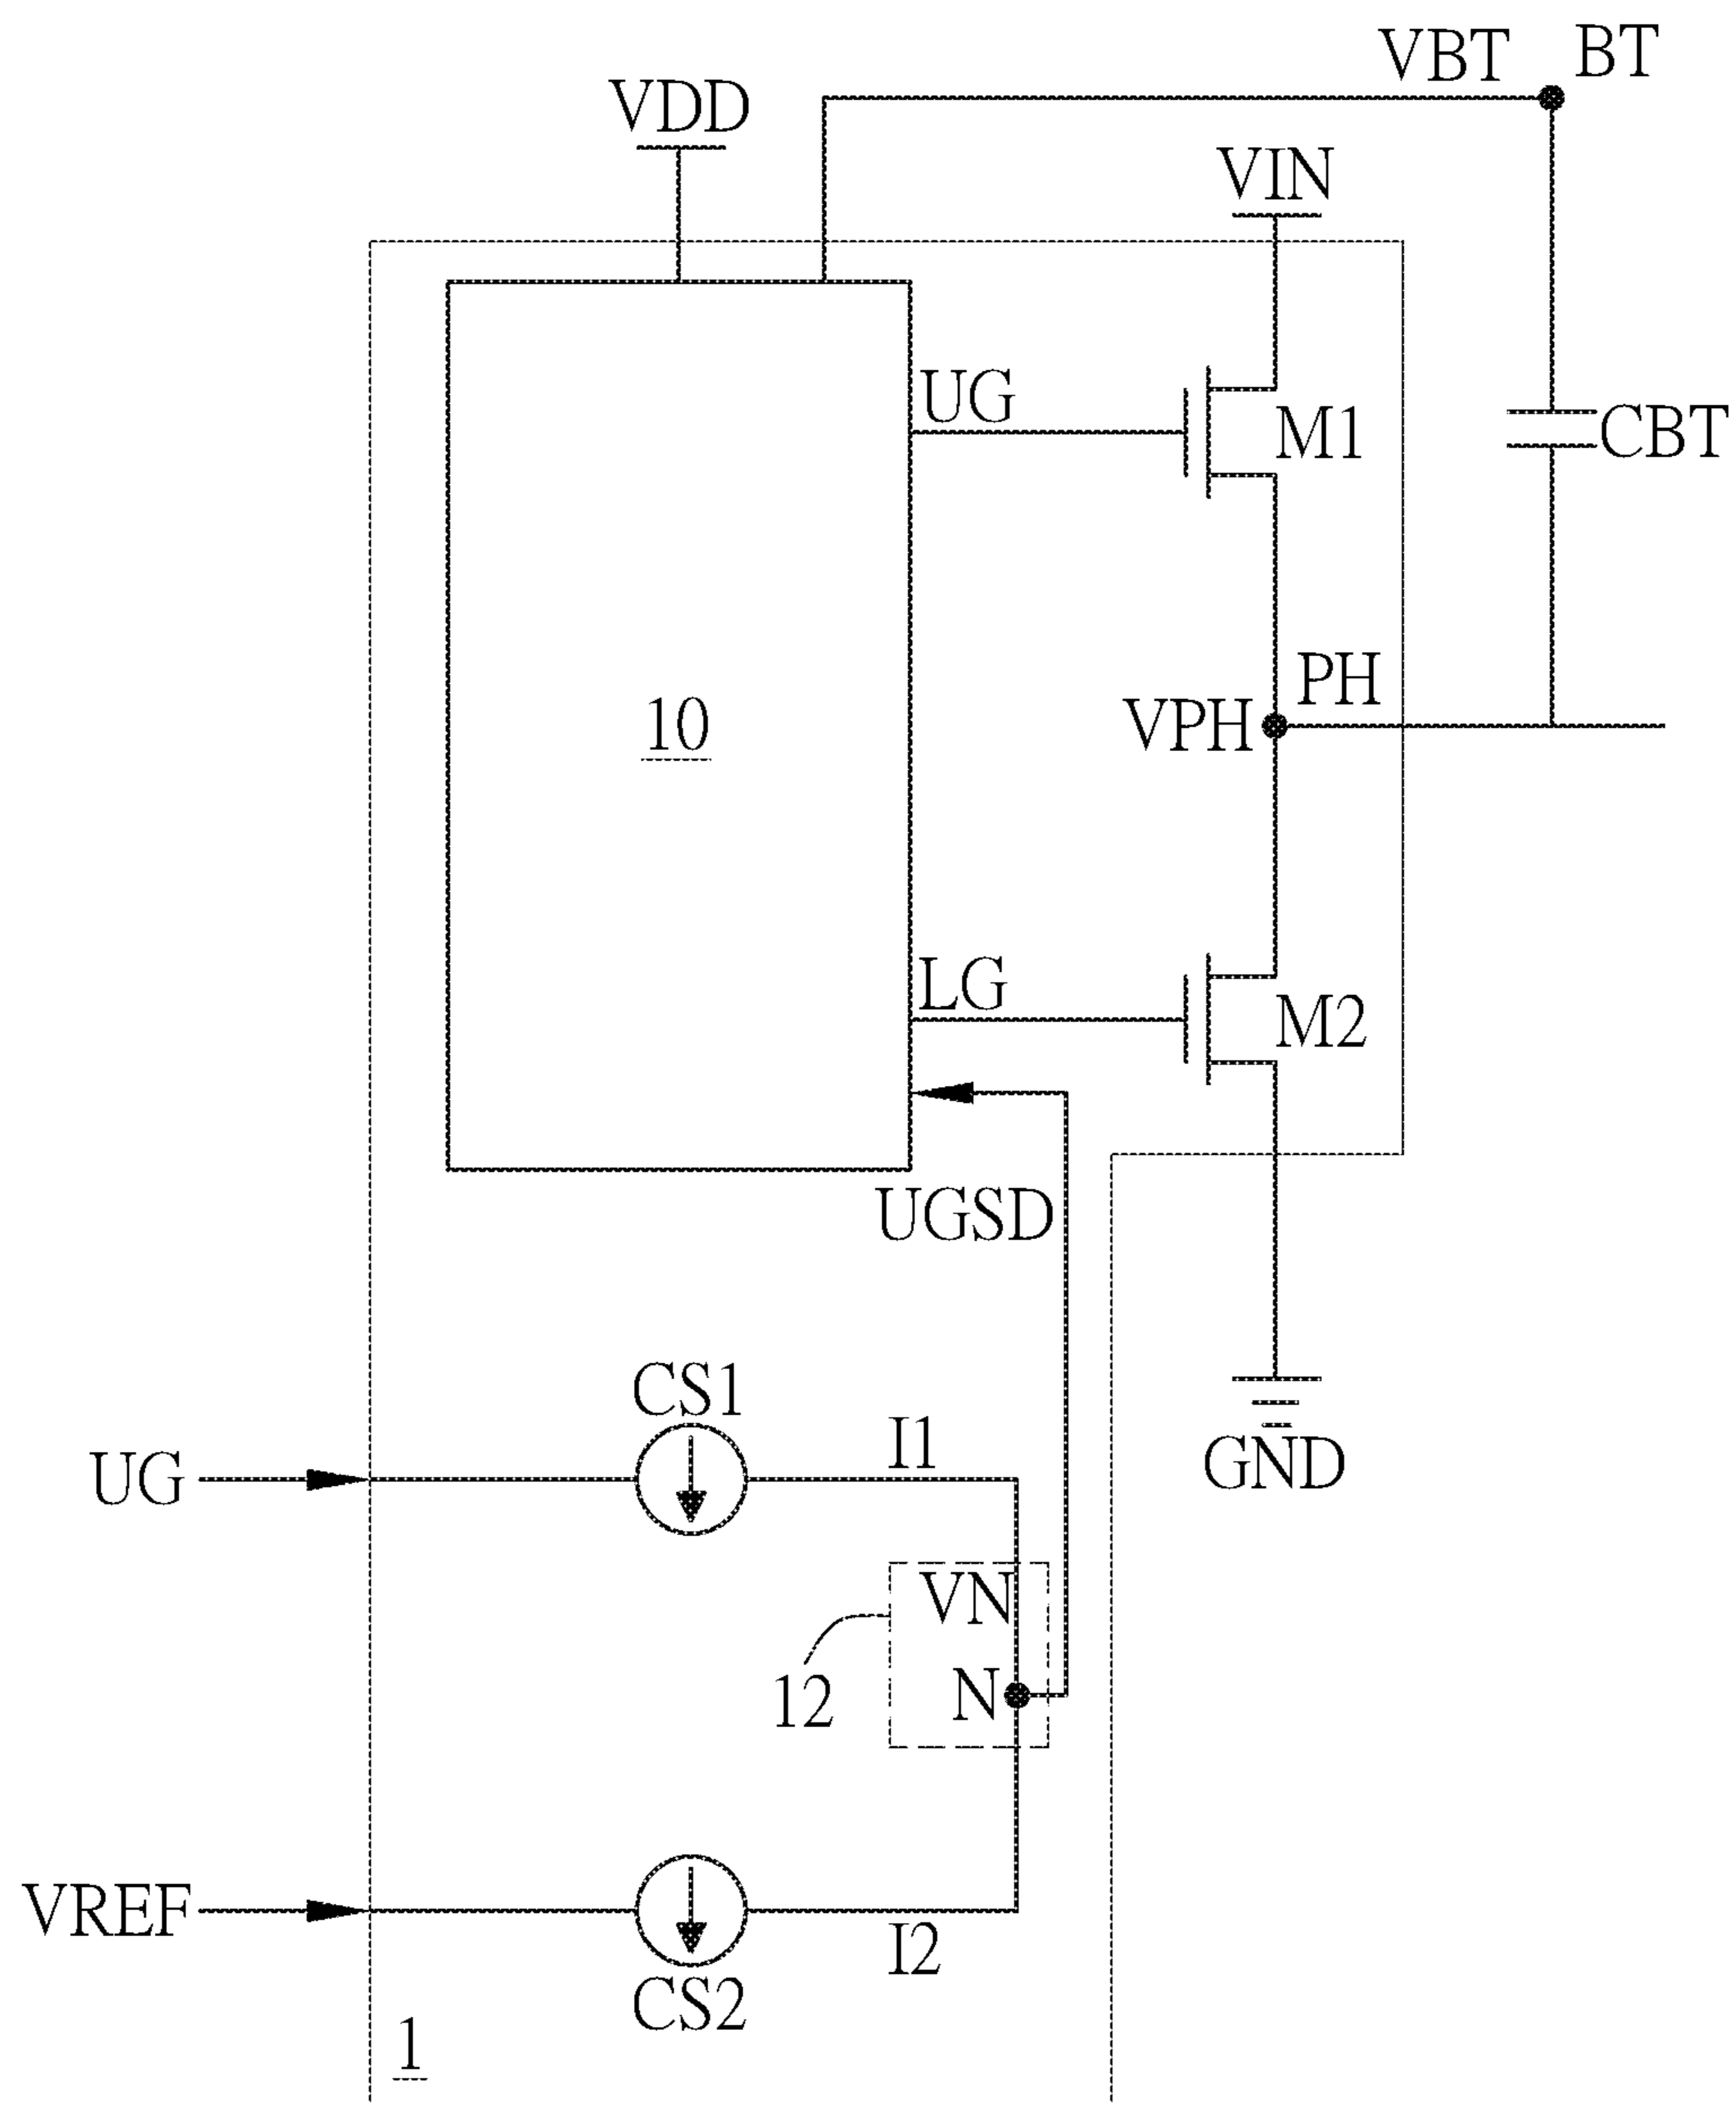 VBT BT
VDD
VIN
UG
M1
CBT
PH
10
VPH
LG
M2
UGSD
CS1
I1
GND
UG
VN
N
12
VREF
I2
CS2
1